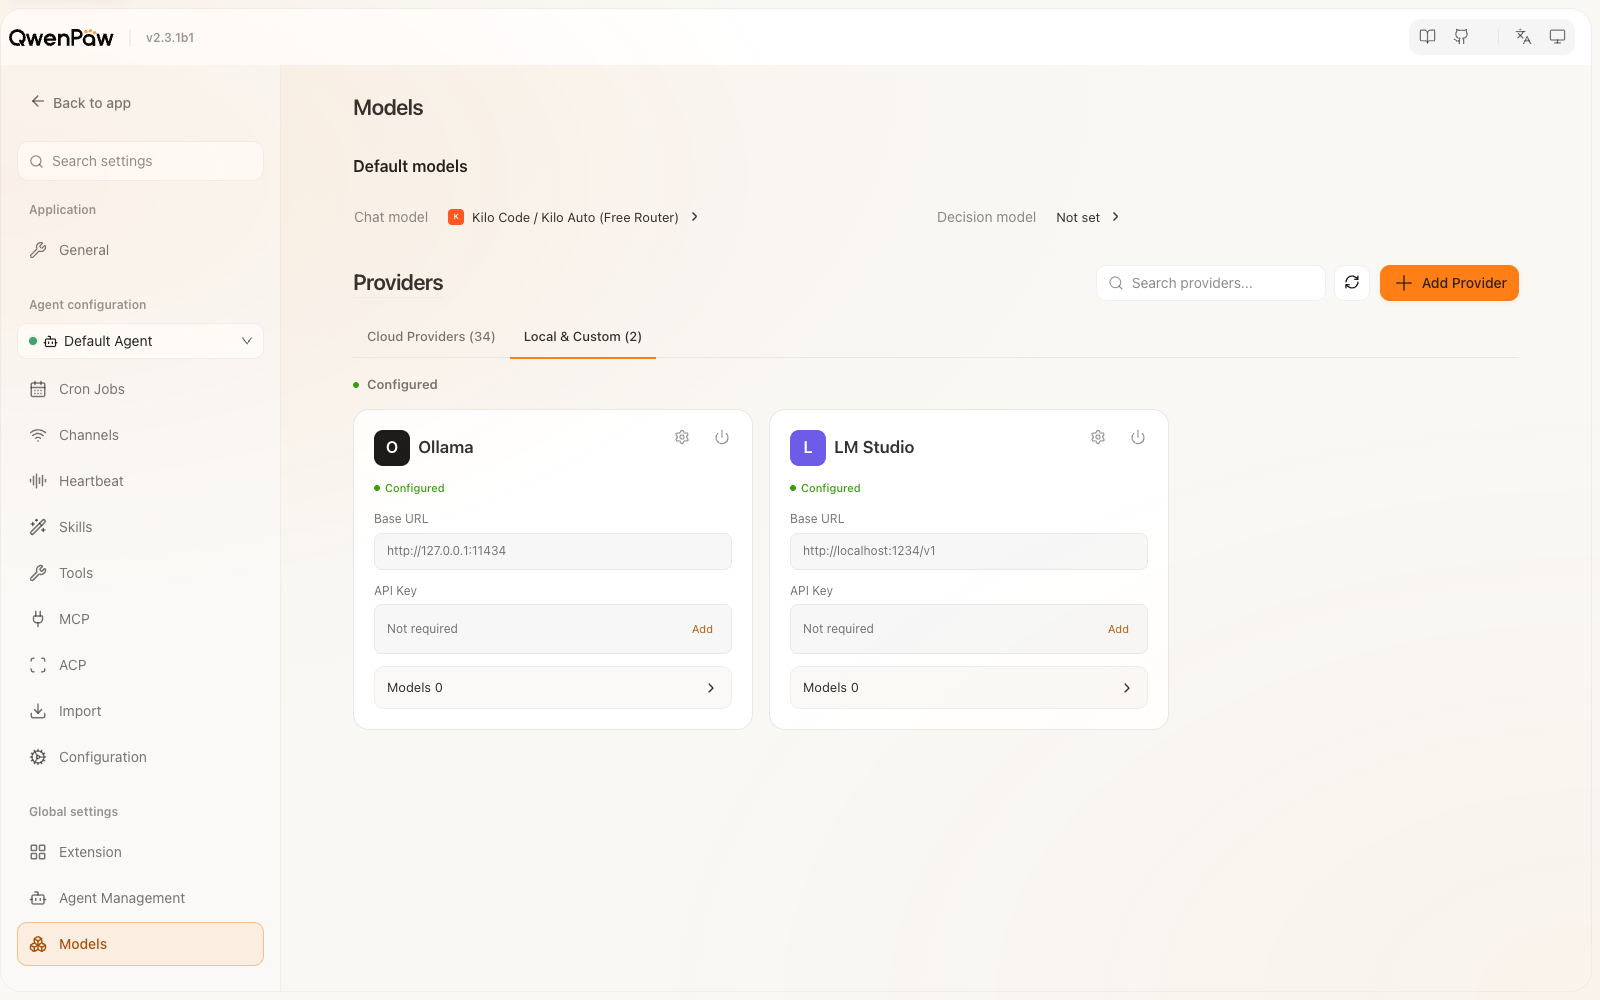 QwenPaw
v2.3.1b1
Back to app
Search settings
Application
General
Agent configuration
Default Agent
Cron Jobs
Channels
Heartbeat
Skills
Tools
MCP
ACP
Import
Configuration
Global settings
Extension
Agent Management
Models
Models
Default models
Chat model K Kilo Code / Kilo Auto (Free Router)
Decision model Not set
Providers
Search providers...
Add Provider
Cloud Providers (34)
Local & Custom (2)
Configured
O Ollama
Configured
Base URL
http://127.0.0.1:11434
API Key
Not required Add
Models 0
L LM Studio
Configured
Base URL
http://localhost:1234/v1
API Key
Not required Add
Models 0